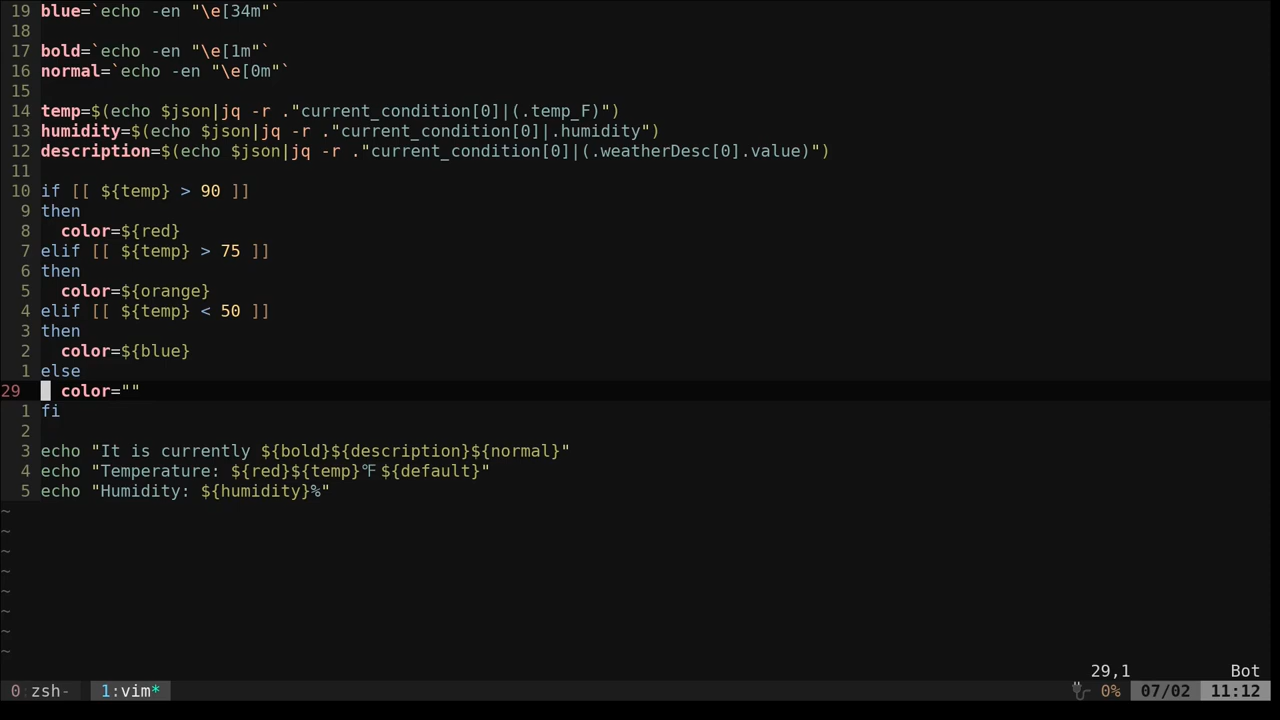 19 blue=`echo -en "\e[34m"`
18
17 bold=`echo -en "\e[1m"`
16 normal=`echo -en "\e[0m"`
15
14 temp=$(echo $json|jq -r ."current_condition[0]|(.temp_F)")
13 humidity=$(echo $json|jq -r ."current_condition[0]|.humidity")
12 description=$(echo $json|jq -r ."current_condition[0]|(.weatherDesc[0].value)")
11
10 if [[ ${temp} > 90 ]]
9 then
8   color=${red}
7 elif [[ ${temp} > 75 ]]
6 then
5   color=${orange}
4 elif [[ ${temp} < 50 ]]
3 then
2   color=${blue}
1 else
29   color=""
1 fi
2
3 echo "It is currently ${bold}${description}${normal}"
4 echo "Temperature: ${red}${temp}℉ ${default}"
5 echo "Humidity: ${humidity}%"
~
~
~
~
~
~
~
~
29,1 Bot
0:zsh- 1:vim* 0% 07/02 11:12